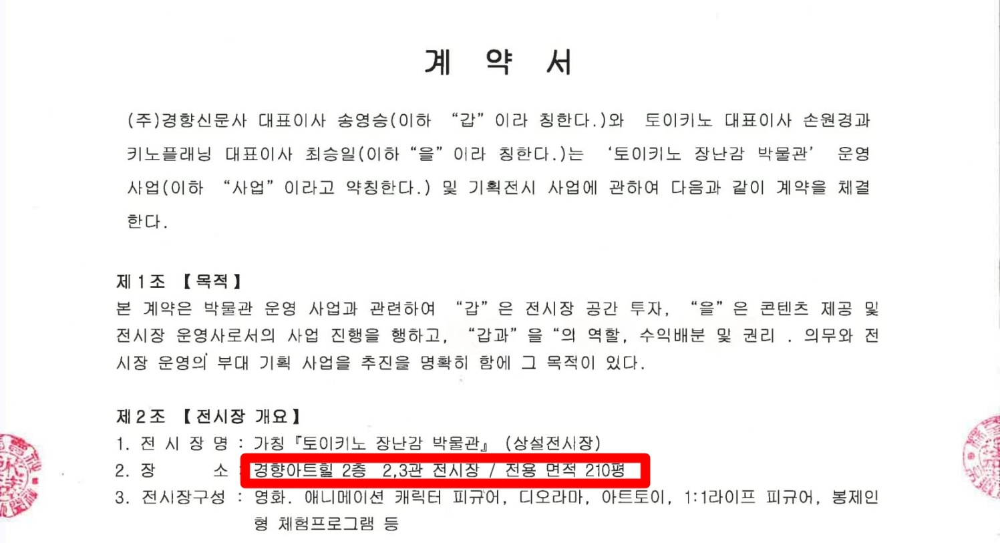 계 약 서
(주)경향신문사 대표이사 송영승(이하 “갑” 이라 칭한다.)와 토이키노 대표이사 손원경과
키노플래닝 대표이사 최승일(이하 “을” 이라 칭한다.)는 ‘토이키노 장난감 박물관’ 운영
사업(이하 “사업” 이라고 약칭한다.) 및 기획전시 사업에 관하여 다음과 같이 계약을 체결
한다.
제1조 【목적】
본 계약은 박물관 운영 사업과 관련하여 “갑” 은 전시장 공간 투자, “을” 은 콘텐츠 제공 및
전시장 운영사로서의 사업 진행을 행하고, “갑과” 을 “의 역할, 수익배분 및 권리 . 의무와 전
시장 운영의 부대 기획 사업을 추진을 명확히 함에 그 목적이 있다.
제2조 【전시장 개요】
1. 전 시 장 명 : 가칭『토이키노 장난감 박물관』 (상설전시장)
2. 장 소 : 경향아트힐 2층 2,3관 전시장 / 전용 면적 210평
3. 전시장구성 : 영화. 애니메이션 캐릭터 피규어, 디오라마, 아트토이, 1:1라이프 피규어, 봉제인
형 체험프로그램 등